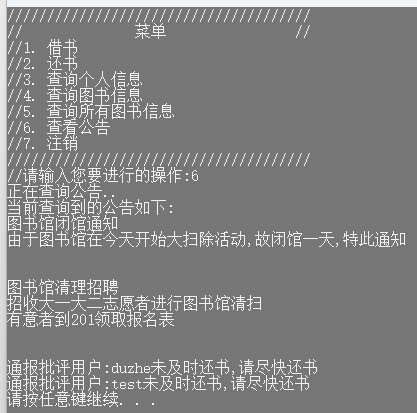 //////////////////////////////////////
// 菜单 //
//1. 借书
//2. 还书
//3. 查询个人信息
//4. 查询图书信息
//5. 查询所有图书信息
//6. 查看公告
//7. 注销
//////////////////////////////////////
//请输入您要进行的操作:6
正在查询公告..
当前查询到的公告如下:
图书馆闭馆通知
由于图书馆在今天开始大扫除活动,故闭馆一天,特此通知
图书馆清理招聘
招收大一大二志愿者进行图书馆清扫
有意者到201领取报名表
通报批评用户:duzhe未及时还书,请尽快还书
通报批评用户:test未及时还书,请尽快还书
请按任意键继续. . .